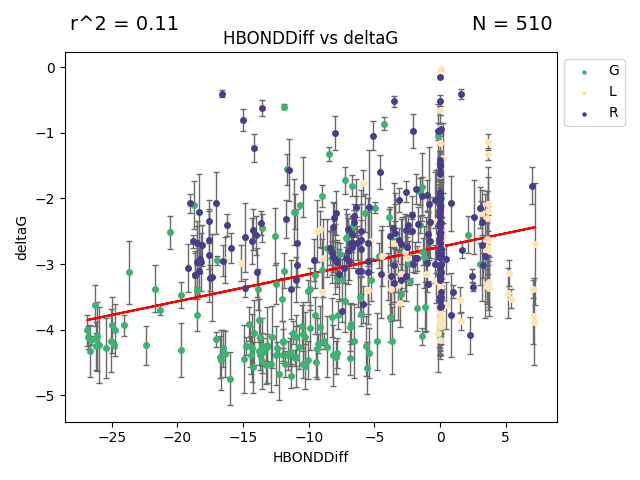 r^2 = 0.11
N = 510
HBONDDiff vs deltaG
G
L
R
0
−1
−2
−3
−4
−5
deltaG
−25
−20
−15
−10
−5
0
5
HBONDDiff